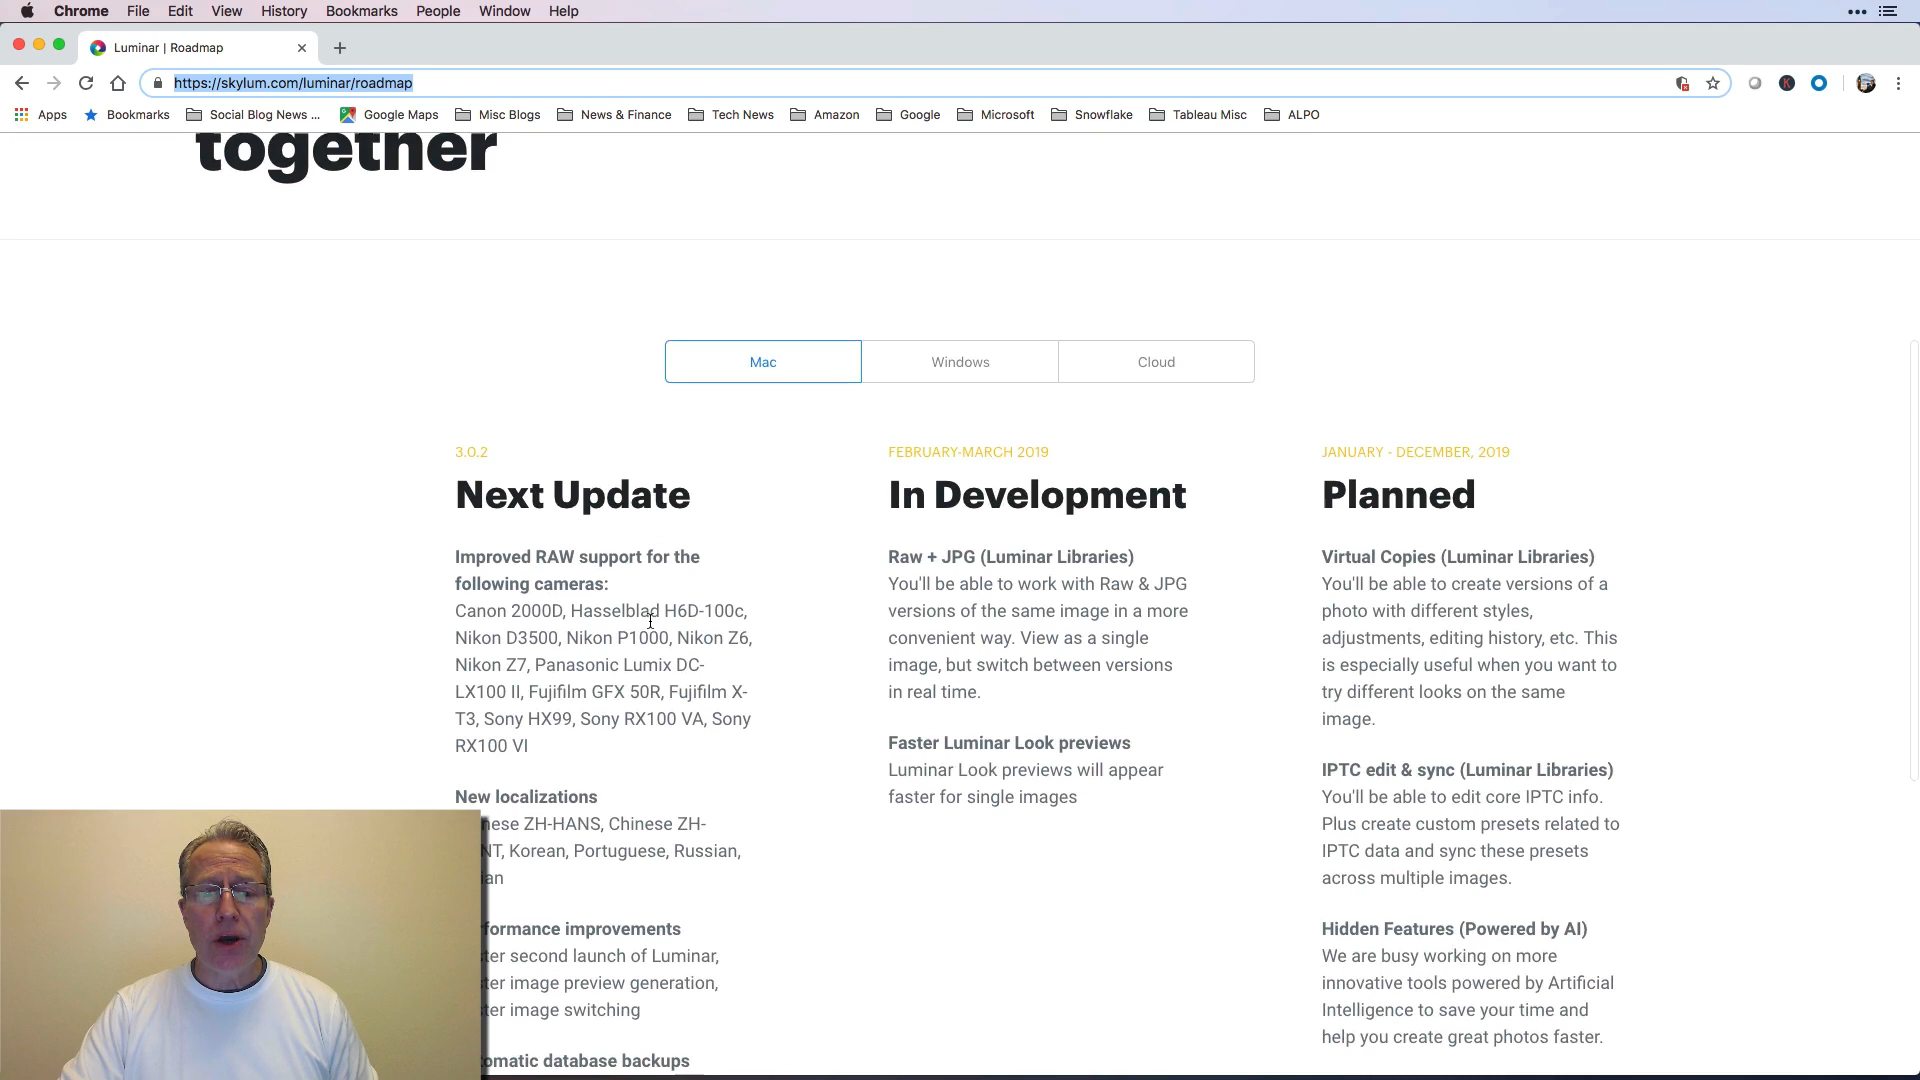 Chrome File Edit View History Bookmarks People Window Help
Luminar | Roadmap
https://skylum.com/luminar/roadmap
Apps Bookmarks Social Blog News ... Google Maps Misc Blogs News & Finance Tech News Amazon Google Microsoft Snowflake Tableau Misc ALPO
together
Mac Windows Cloud
3.0.2
Next Update
Improved RAW support for the
following cameras:
Canon 2000D, Hasselblad H6D-100c,
Nikon D3500, Nikon P1000, Nikon Z6,
Nikon Z7, Panasonic Lumix DC-
LX100 II, Fujifilm GFX 50R, Fujifilm X-
T3, Sony HX99, Sony RX100 VA, Sony
RX100 VI
New localizations
nese ZH-HANS, Chinese ZH-
NT, Korean, Portuguese, Russian,
ian
formance improvements
ter second launch of Luminar,
ter image preview generation,
ter image switching
tomatic database backups
FEBRUARY-MARCH 2019
In Development
Raw + JPG (Luminar Libraries)
You'll be able to work with Raw & JPG
versions of the same image in a more
convenient way. View as a single
image, but switch between versions
in real time.
Faster Luminar Look previews
Luminar Look previews will appear
faster for single images
JANUARY - DECEMBER, 2019
Planned
Virtual Copies (Luminar Libraries)
You'll be able to create versions of a
photo with different styles,
adjustments, editing history, etc. This
is especially useful when you want to
try different looks on the same
image.
IPTC edit & sync (Luminar Libraries)
You'll be able to edit core IPTC info.
Plus create custom presets related to
IPTC data and sync these presets
across multiple images.
Hidden Features (Powered by AI)
We are busy working on more
innovative tools powered by Artificial
Intelligence to save your time and
help you create great photos faster.